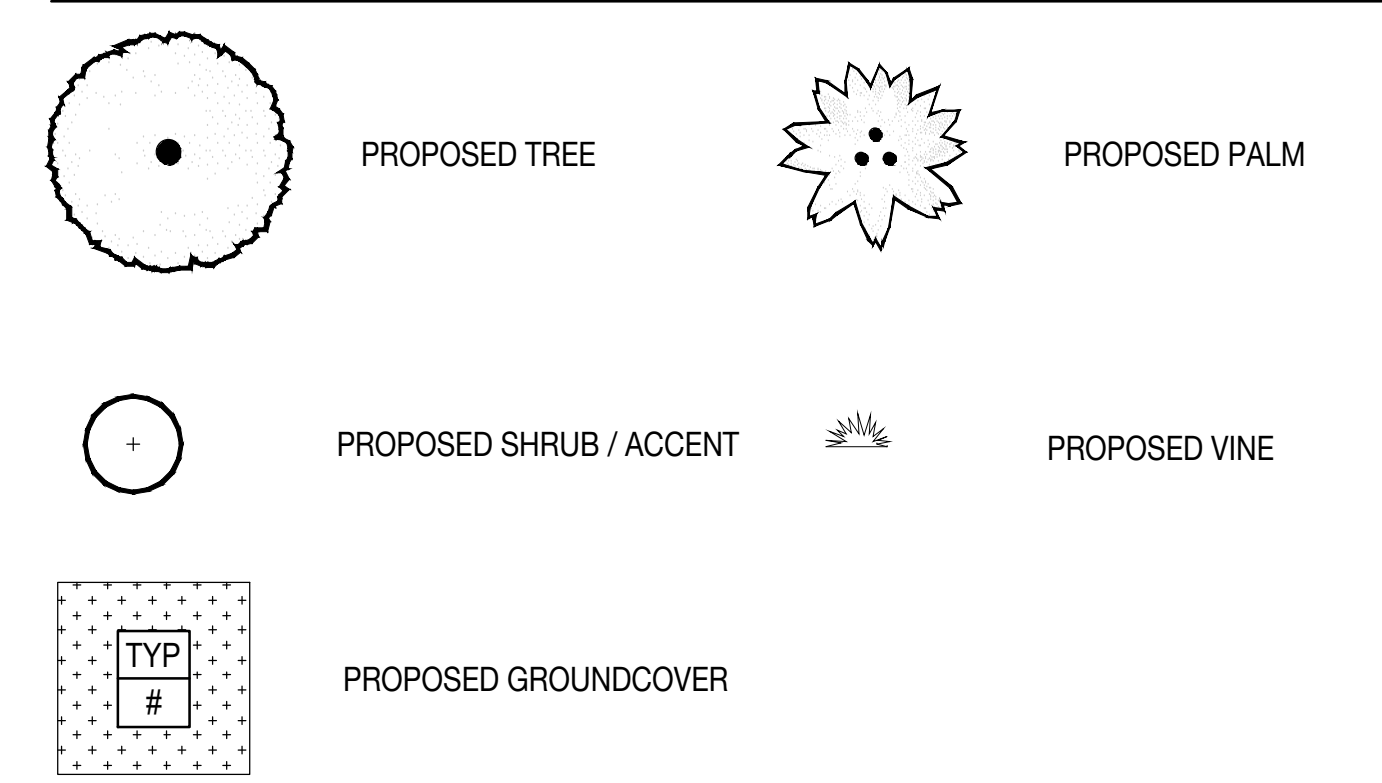 PROPOSED TREE
PROPOSED PALM
PROPOSED SHRUB / ACCENT
PROPOSED VINE
TYP
#
PROPOSED GROUNDCOVER